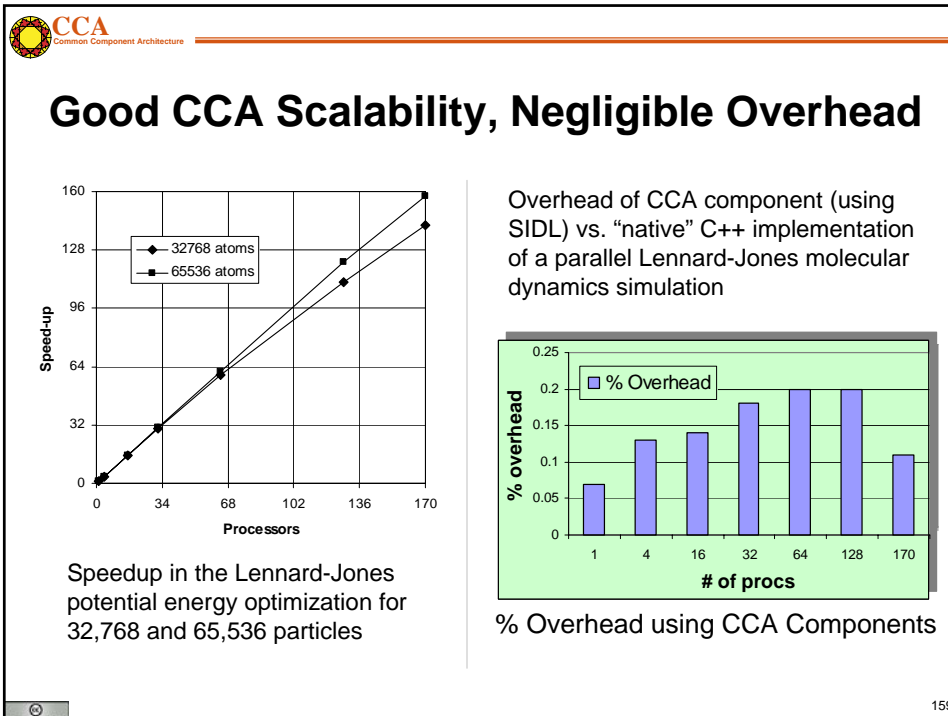 CCA
Common Component Architecture
Good CCA Scalability, Negligible Overhead
160
128
96
64
32
0
Speed-up
32768 atoms
65536 atoms
0 34 68 102 136 170
Processors
Speedup in the Lennard-Jones
potential energy optimization for
32,768 and 65,536 particles
Overhead of CCA component (using
SIDL) vs. “native” C++ implementation
of a parallel Lennard-Jones molecular
dynamics simulation
0.25
0.2
0.15
0.1
0.05
0
% overhead
% Overhead
1 4 16 32 64 128 170
# of procs
% Overhead using CCA Components
cc
159